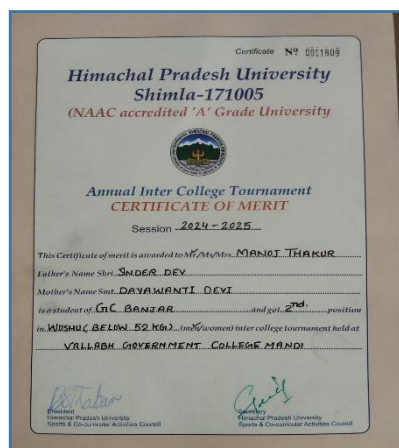 Certificate Nº 0011609
Himachal Pradesh University
Shimla-171005
(NAAC accredited 'A' Grade University
Annual Inter College Tournament
CERTIFICATE OF MERIT
Session 2024-2025
This Certificate of merit is awarded to Mr/Ms/Mrs. MANOJ THAKUR
Father's Name Shri SNDER DEV
Mother's Name Smt. DAYAWANTI DEVI
is a student of GC BANJAR and got 2nd. position
in WUSHU ( BELOW 52 KG) (men/women) inter college tournament held at
VALLABH GOVERNMENT COLLEGE MANDI
President
Himachal Pradesh University
Sports & Co-curricular Activities Council
Secretary
Himachal Pradesh University
Sports & Co-curricular Activities Council